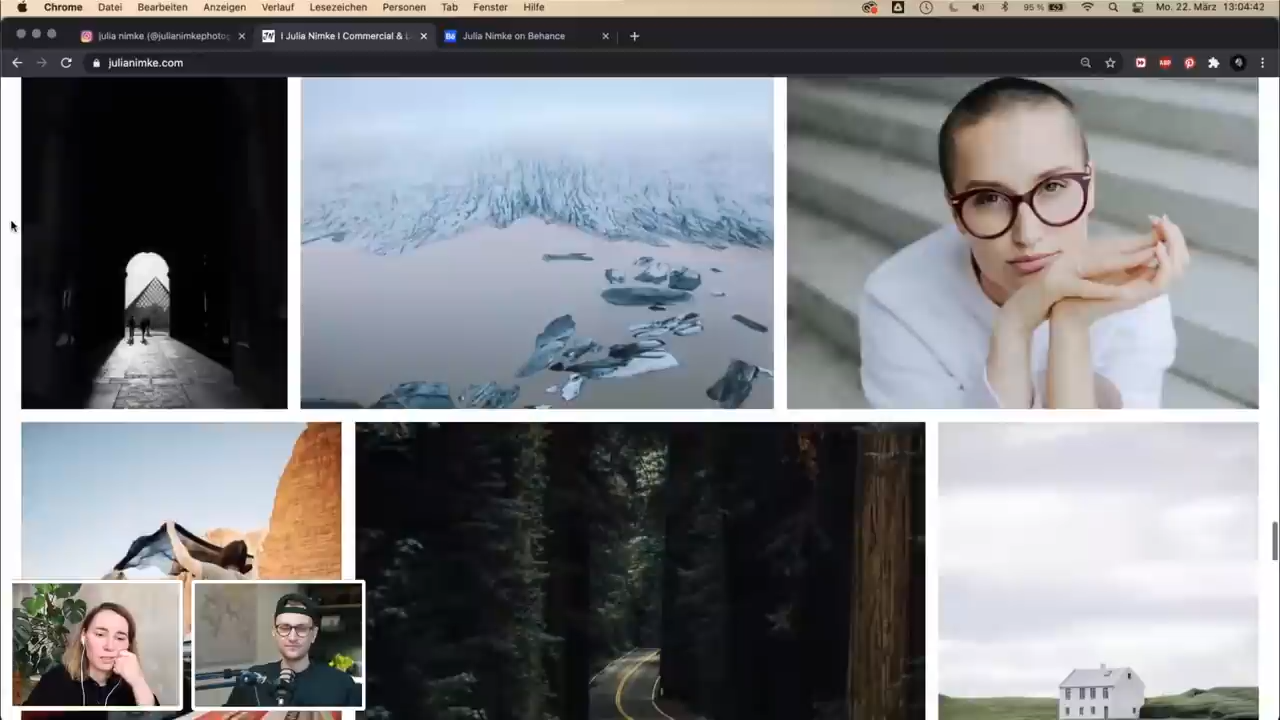 Chrome Datei Bearbeiten Anzeigen Verlauf Lesezeichen Personen Tab Fenster Hilfe 95 % Mo. 22. März 13:04:42
julia nimke (@julianimkephotog I Julia Nimke I Commercial & L Julia Nimke on Behance
julianimke.com ABP